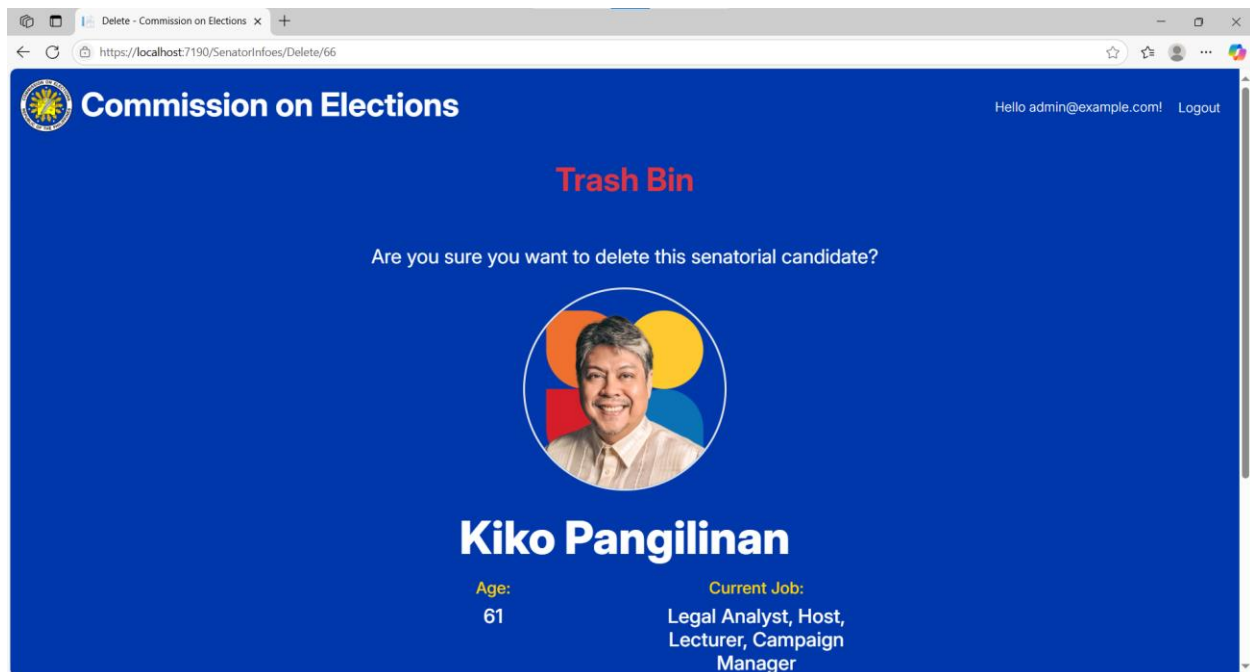 Delete - Commission on Elections
https://localhost:7190/SenatorInfoes/Delete/66
Commission on Elections
Hello admin@example.com! Logout
Trash Bin
Are you sure you want to delete this senatorial candidate?
Kiko Pangilinan
Age: Current Job:
61 Legal Analyst, Host,
Lecturer, Campaign
Manager